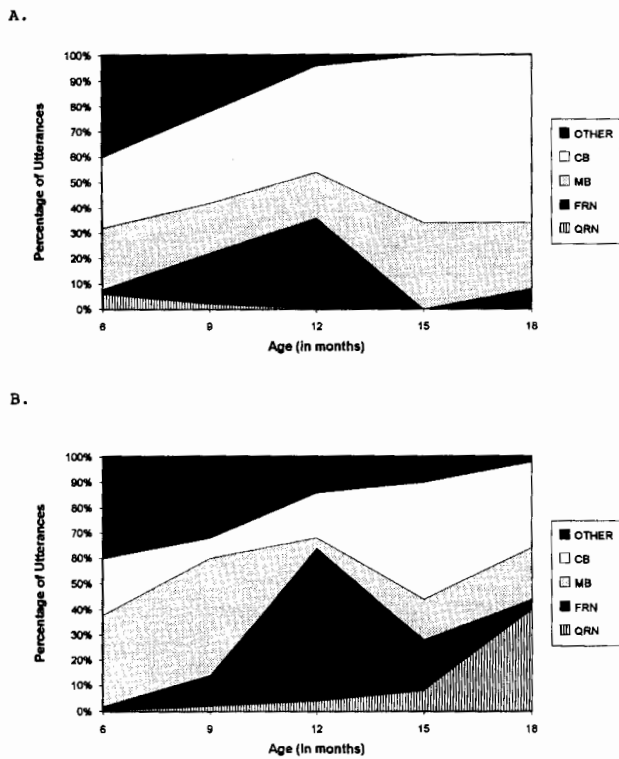 A.
100%
90%
80%
70%
60%
50%
40%
30%
20%
10%
0%
Percentage of Utterances
6 9 12 15 18
Age (in months)
OTHER
CB
MB
FRN
QRN
B.
100%
90%
80%
70%
60%
50%
40%
30%
20%
10%
0%
Percentage of Utterances
6 9 12 15 18
Age (in months)
OTHER
CB
MB
FRN
QRN